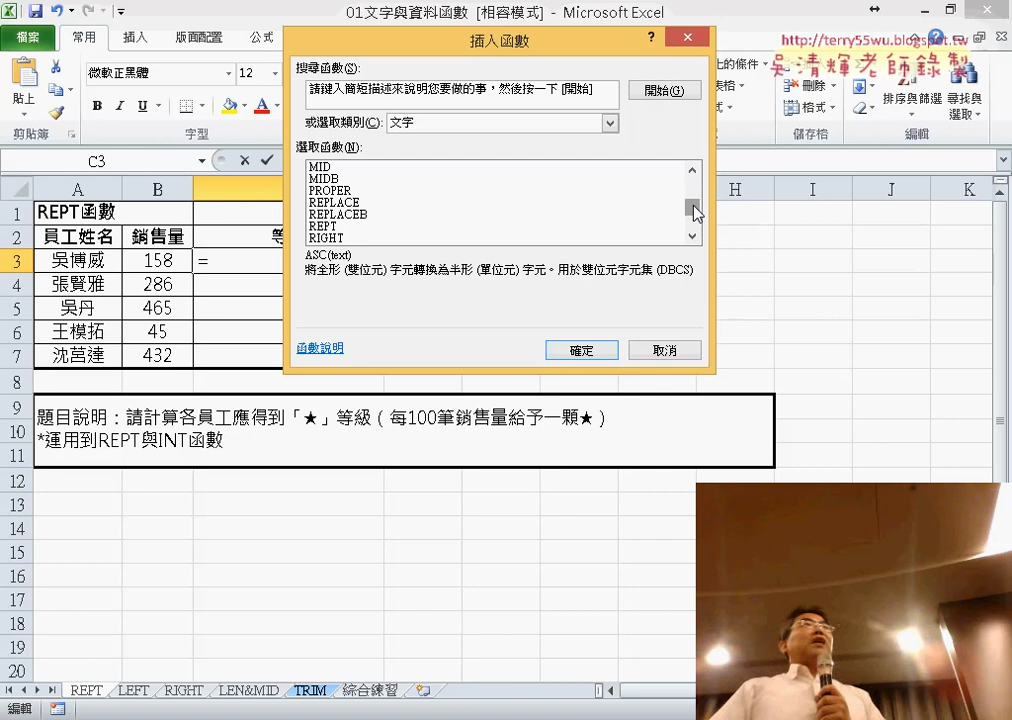 01文字與資料函數 [相容模式] - Microsoft Excel
檔案 常用 插入 版面配置 公式
http://terry55wu.blogspot.tw
吳清輝老師錄製
貼上
剪貼簿
微軟正黑體 12
B I U
字型
刪除
格式
儲存格
排序與篩選 尋找與
選取
編輯
插入函數
搜尋函數(S):
請鍵入簡短描述來說明您要做的事，然後按一下 [開始]
開始(G)
或選取類別(C): 文字
選取函數(N):
MID
MIDB
PROPER
REPLACE
REPLACEB
REPT
RIGHT
ASC(text)
將全形 (雙位元) 字元轉換為半形 (單位元) 字元。用於雙位元字元集 (DBCS)
函數說明 確定 取消
C3
A B H I J K
1 REPT函數
2 員工姓名 銷售量 等
3 吳博威 158 =
4 張賢雅 286
5 吳丹 465
6 王模拓 45
7 沈莒達 432
8
9 題目說明：請計算各員工應得到「★」等級（每100筆銷售量給予一顆★）
10 *運用到REPT與INT函數
11
12
13
14
15
16
17
18
19
20
REPT LEFT RIGHT LEN&MID TRIM 綜合練習
編輯